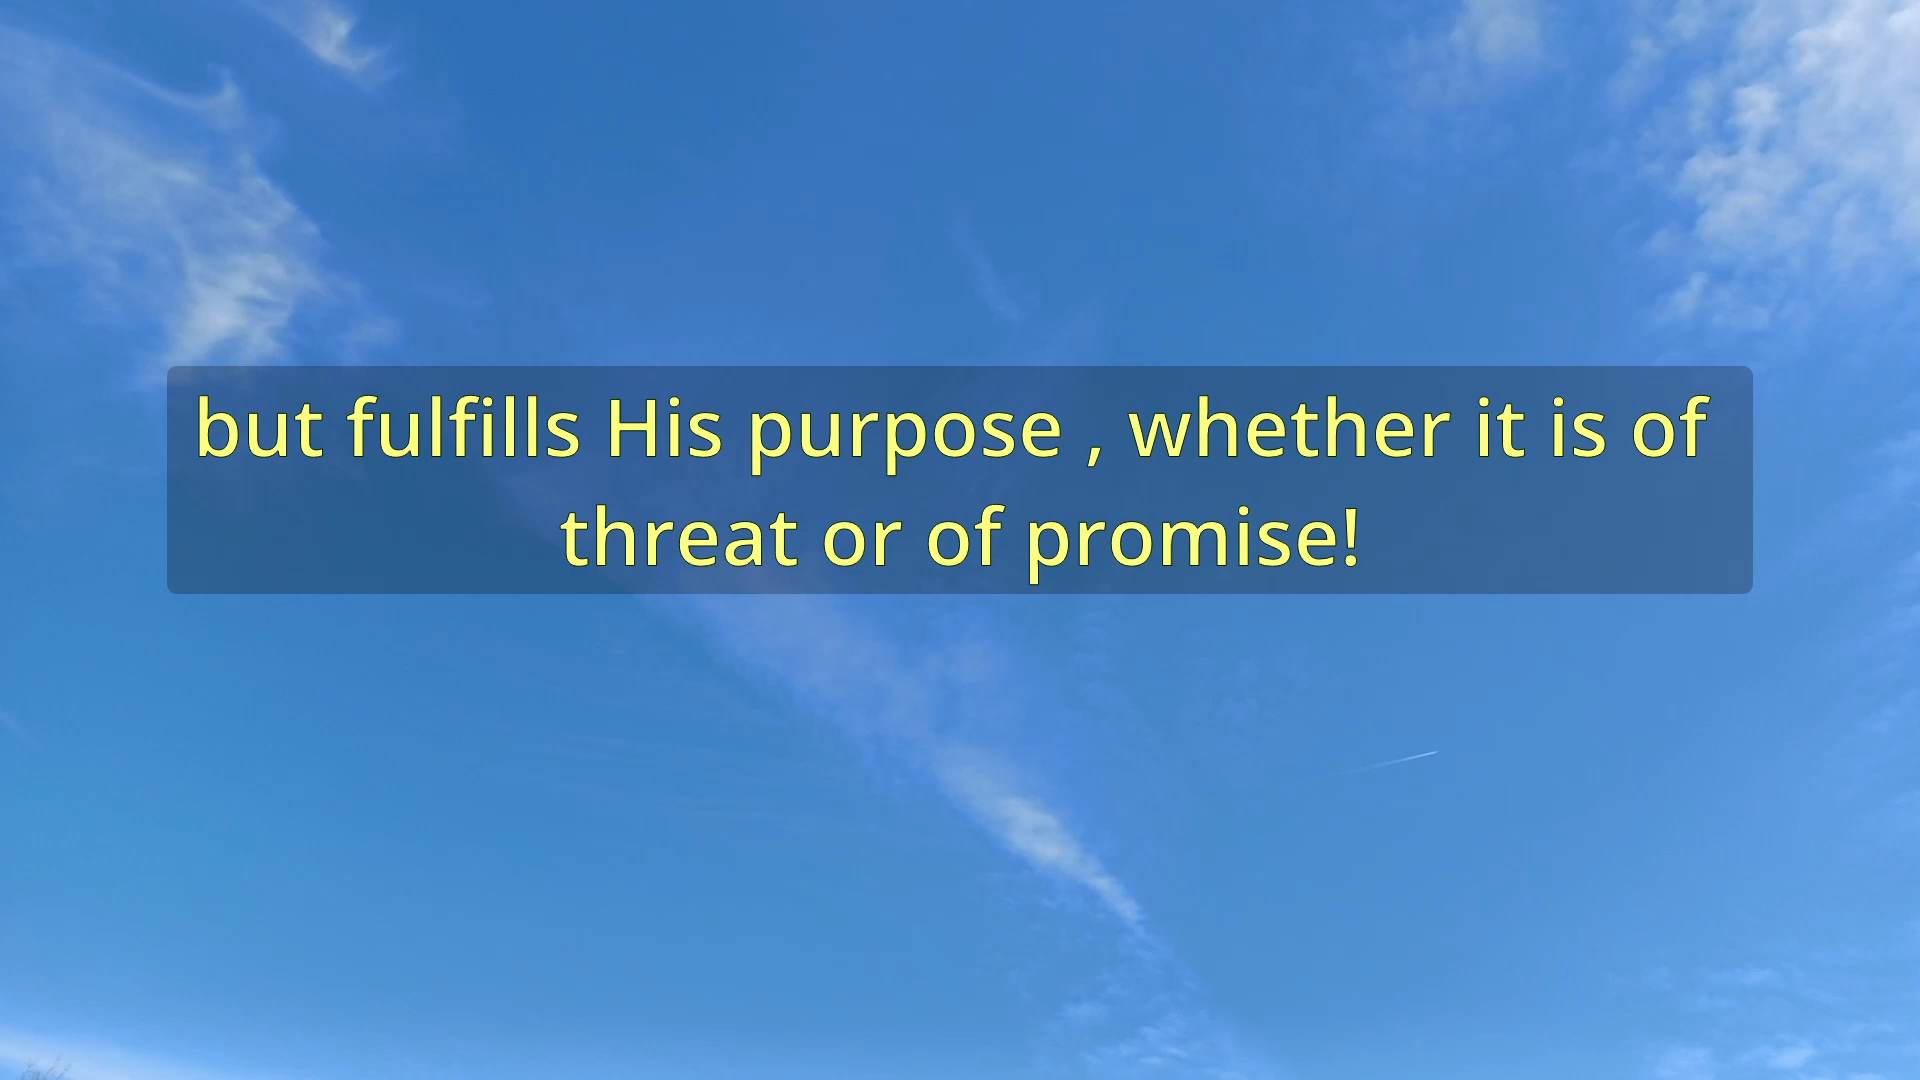 but fulfills His purpose , whether it is of
threat or of promise!